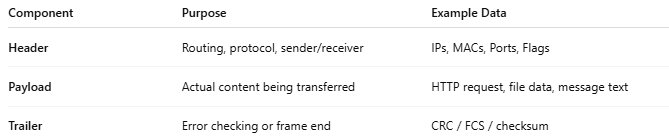 Component Purpose Example Data
Header Routing, protocol, sender/receiver IPs, MACs, Ports, Flags
Payload Actual content being transferred HTTP request, file data, message text
Trailer Error checking or frame end CRC / FCS / checksum